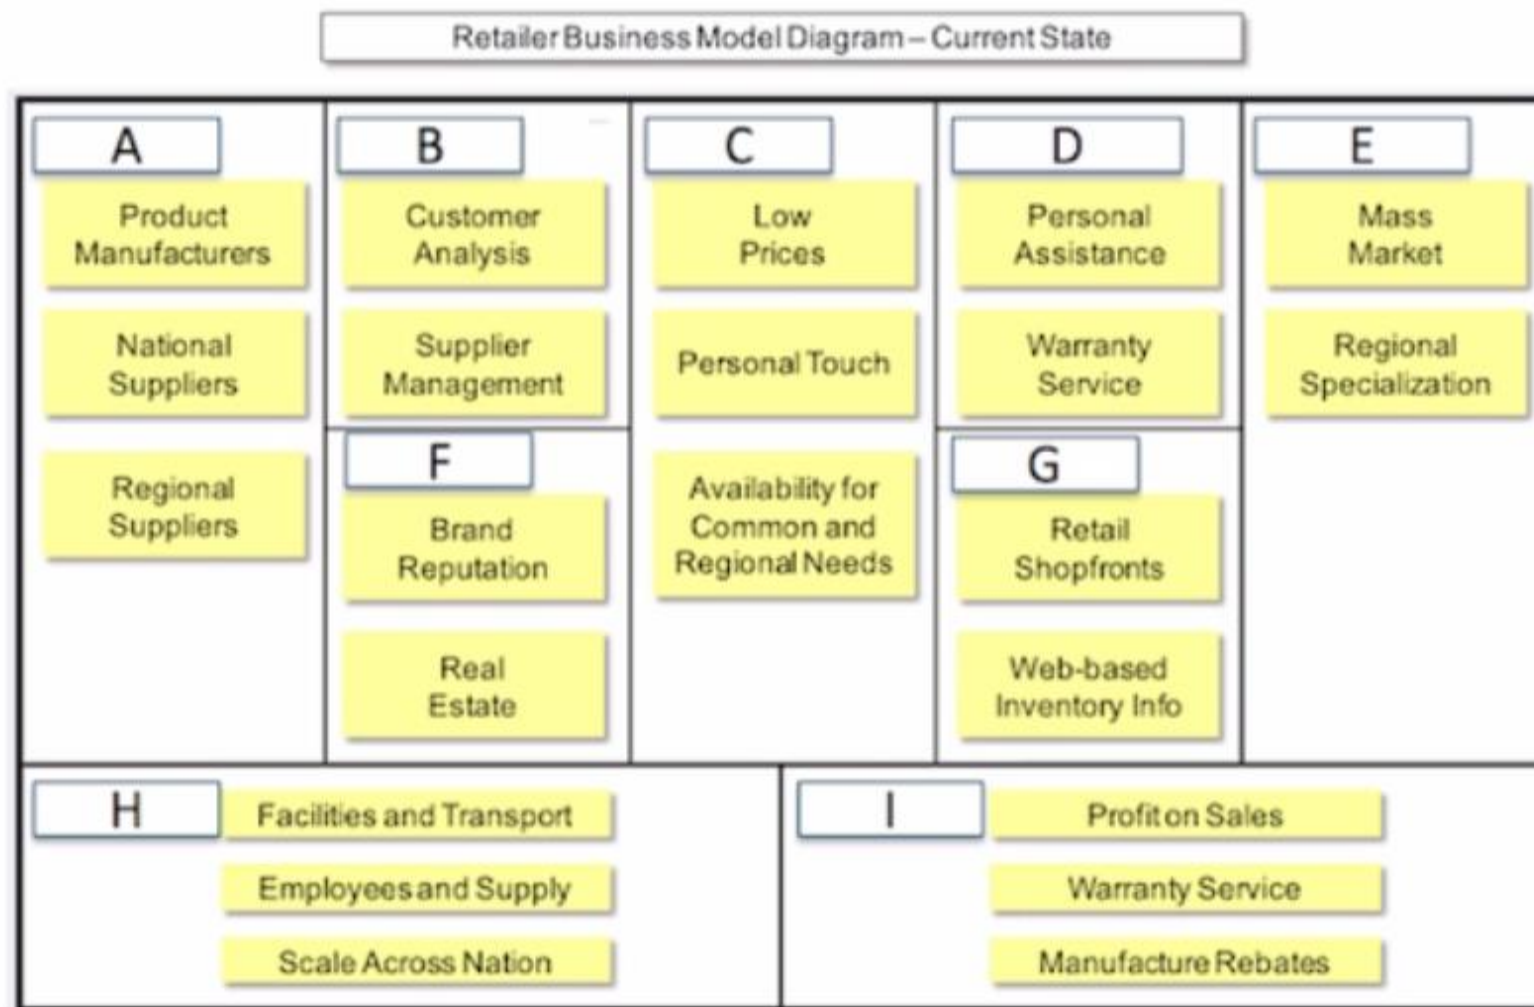 Retailer Business Model Diagram – Current State
A
Product
Manufacturers
National
Suppliers
Regional
Suppliers
B
Customer
Analysis
Supplier
Management
F
Brand
Reputation
Real
Estate
C
Low
Prices
Personal Touch
Availability for
Common and
Regional Needs
D
Personal
Assistance
Warranty
Service
G
Retail
Shopfronts
Web-based
Inventory Info
E
Mass
Market
Regional
Specialization
H
Facilities and Transport
Employees and Supply
Scale Across Nation
I
Profit on Sales
Warranty Service
Manufacture Rebates